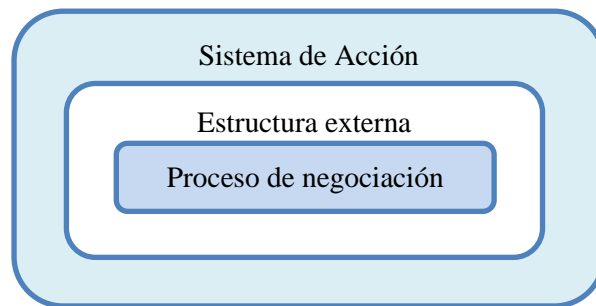 Sistema de Acción
Estructura externa
Proceso de negociación